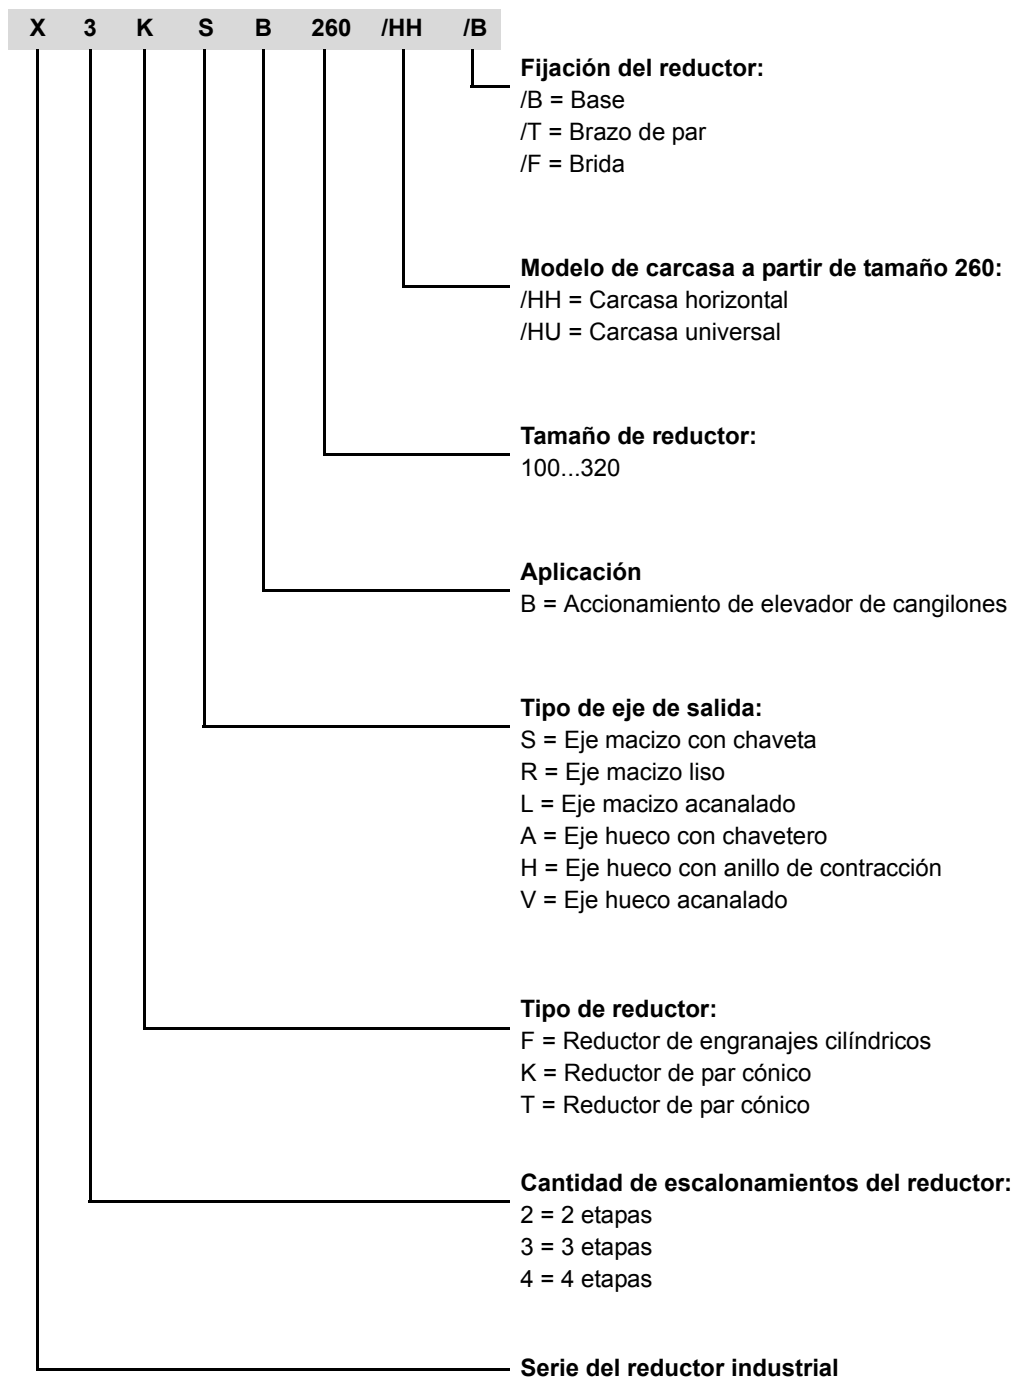 X 3 K S B 260 /HH /B
Fijación del reductor:
/B = Base
/T = Brazo de par
/F = Brida
Modelo de carcasa a partir de tamaño 260:
/HH = Carcasa horizontal
/HU = Carcasa universal
Tamaño de reductor:
100...320
Aplicación
B = Accionamiento de elevador de cangilones
Tipo de eje de salida:
S = Eje macizo con chaveta
R = Eje macizo liso
L = Eje macizo acanalado
A = Eje hueco con chavetero
H = Eje hueco con anillo de contracción
V = Eje hueco acanalado
Tipo de reductor:
F = Reductor de engranajes cilíndricos
K = Reductor de par cónico
T = Reductor de par cónico
Cantidad de escalonamientos del reductor:
2 = 2 etapas
3 = 3 etapas
4 = 4 etapas
Serie del reductor industrial